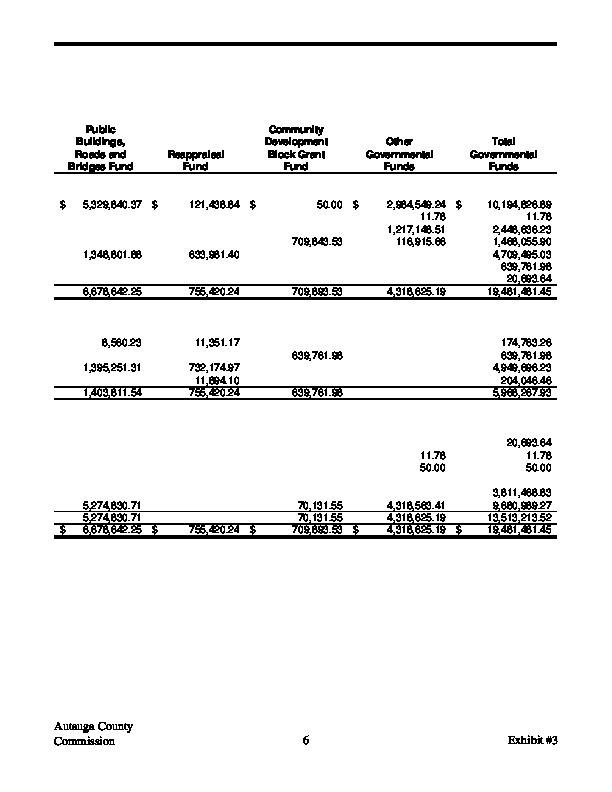 Public Community
Buildings, Development Other Total
Roads and Reappraisal Block Grant Governmental Governmental
Bridges Fund Fund Fund Funds Funds
$ 5,329,840.37 $ 121,438.84 $ 50.00 $ 2,984,549.24 $ 10,194,826.89
11.78 11.78
1,217,148.51 2,448,636.23
709,843.53 116,915.66 1,468,055.90
1,348,801.88 633,981.40 4,709,495.03
639,761.98
20,693.64
6,678,642.25 755,420.24 709,893.53 4,318,625.19 19,481,481.45
8,560.23 11,351.17 174,763.26
639,761.98 639,761.98
1,395,251.31 732,174.97 4,949,696.23
11,894.10 204,046.46
1,403,811.54 755,420.24 639,761.98 5,968,267.93
20,693.64
11.78 11.78
50.00 50.00
3,811,468.83
5,274,830.71 70,131.55 4,318,563.41 9,680,989.27
5,274,830.71 70,131.55 4,318,625.19 13,513,213.52
$ 6,678,642.25 $ 755,420.24 $ 709,893.53 $ 4,318,625.19 $ 19,481,481.45
Autauga County
Commission 6 Exhibit #3